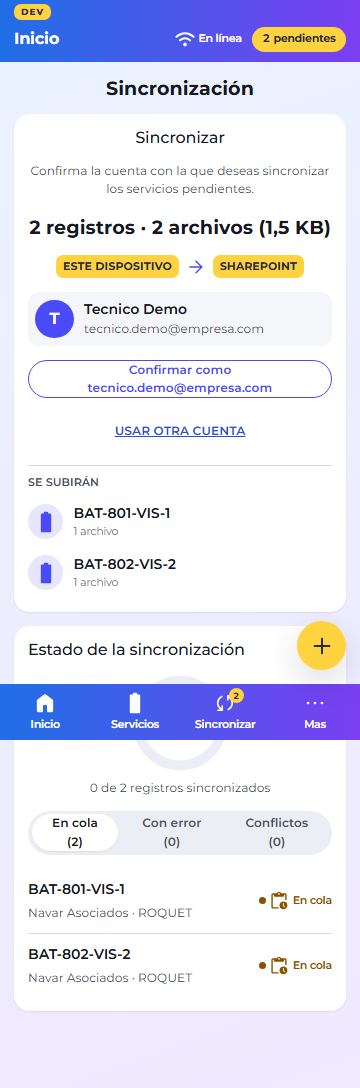 DEV
Inicio
En línea
2 pendientes
Sincronización
Sincronizar
Confirma la cuenta con la que deseas sincronizar
los servicios pendientes.
2 registros · 2 archivos (1,5 KB)
ESTE DISPOSITIVO
SHAREPOINT
T
Tecnico Demo
tecnico.demo@empresa.com
Confirmar como
tecnico.demo@empresa.com
USAR OTRA CUENTA
SE SUBIRÁN
BAT-801-VIS-1
1 archivo
BAT-802-VIS-2
1 archivo
Estado de la sincronización
Inicio
Servicios
2
Sincronizar
Mas
0 de 2 registros sincronizados
En cola
(2)
Con error
(0)
Conflictos
(0)
BAT-801-VIS-1
Navar Asociados · ROQUET
En cola
BAT-802-VIS-2
Navar Asociados · ROQUET
En cola